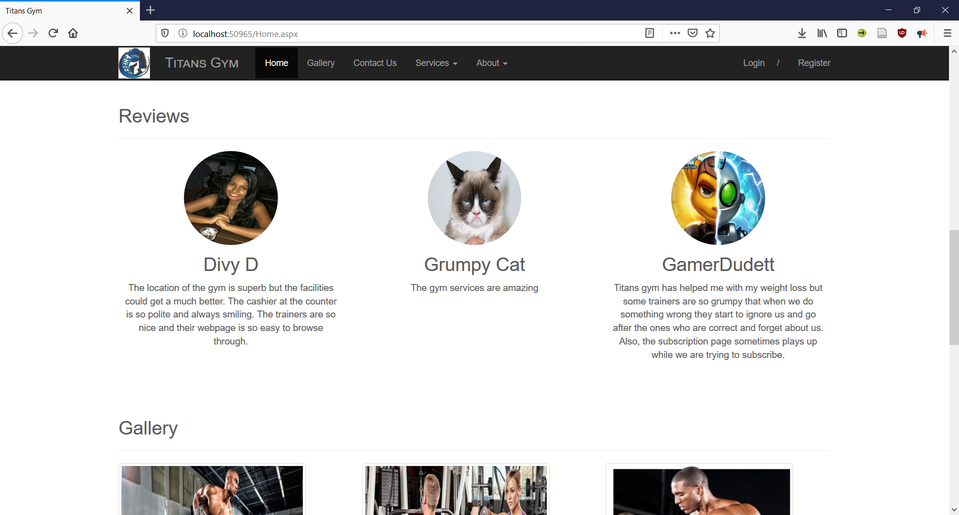 Titans Gym
localhost:50965/Home.aspx
TITANS GYM Home Gallery Contact Us Services About Login / Register
Reviews
Divy D
The location of the gym is superb but the facilities
could get a much better. The cashier at the counter
is so polite and always smiling. The trainers are so
nice and their webpage is so easy to browse
through.
Grumpy Cat
The gym services are amazing
GamerDudett
Titans gym has helped me with my weight loss but
some trainers are so grumpy that when we do
something wrong they start to ignore us and go
after the ones who are correct and forget about us.
Also, the subscription page sometimes plays up
while we are trying to subscribe.
Gallery